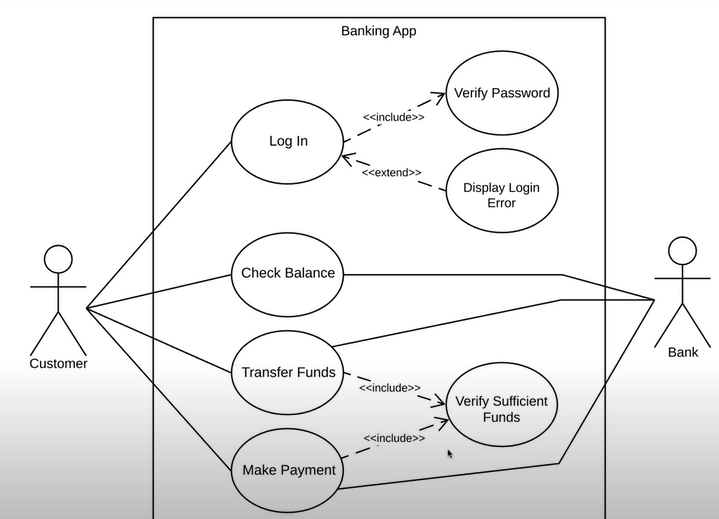 Banking App
Verify Password
<<include>>
Log In
<<extend>>
Display Login
Error
Check Balance
Customer
Bank
Transfer Funds
<<include>>
Verify Sufficient
Funds
<<include>>
Make Payment